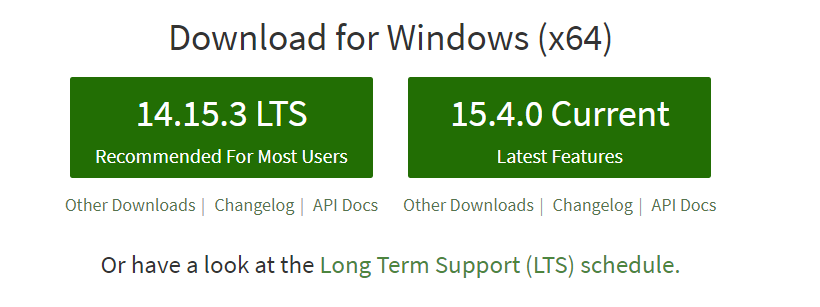 Download for Windows (x64)
14.15.3 LTS
Recommended For Most Users
15.4.0 Current
Latest Features
Other Downloads | Changelog | API Docs
Other Downloads | Changelog | API Docs
Or have a look at the Long Term Support (LTS) schedule.